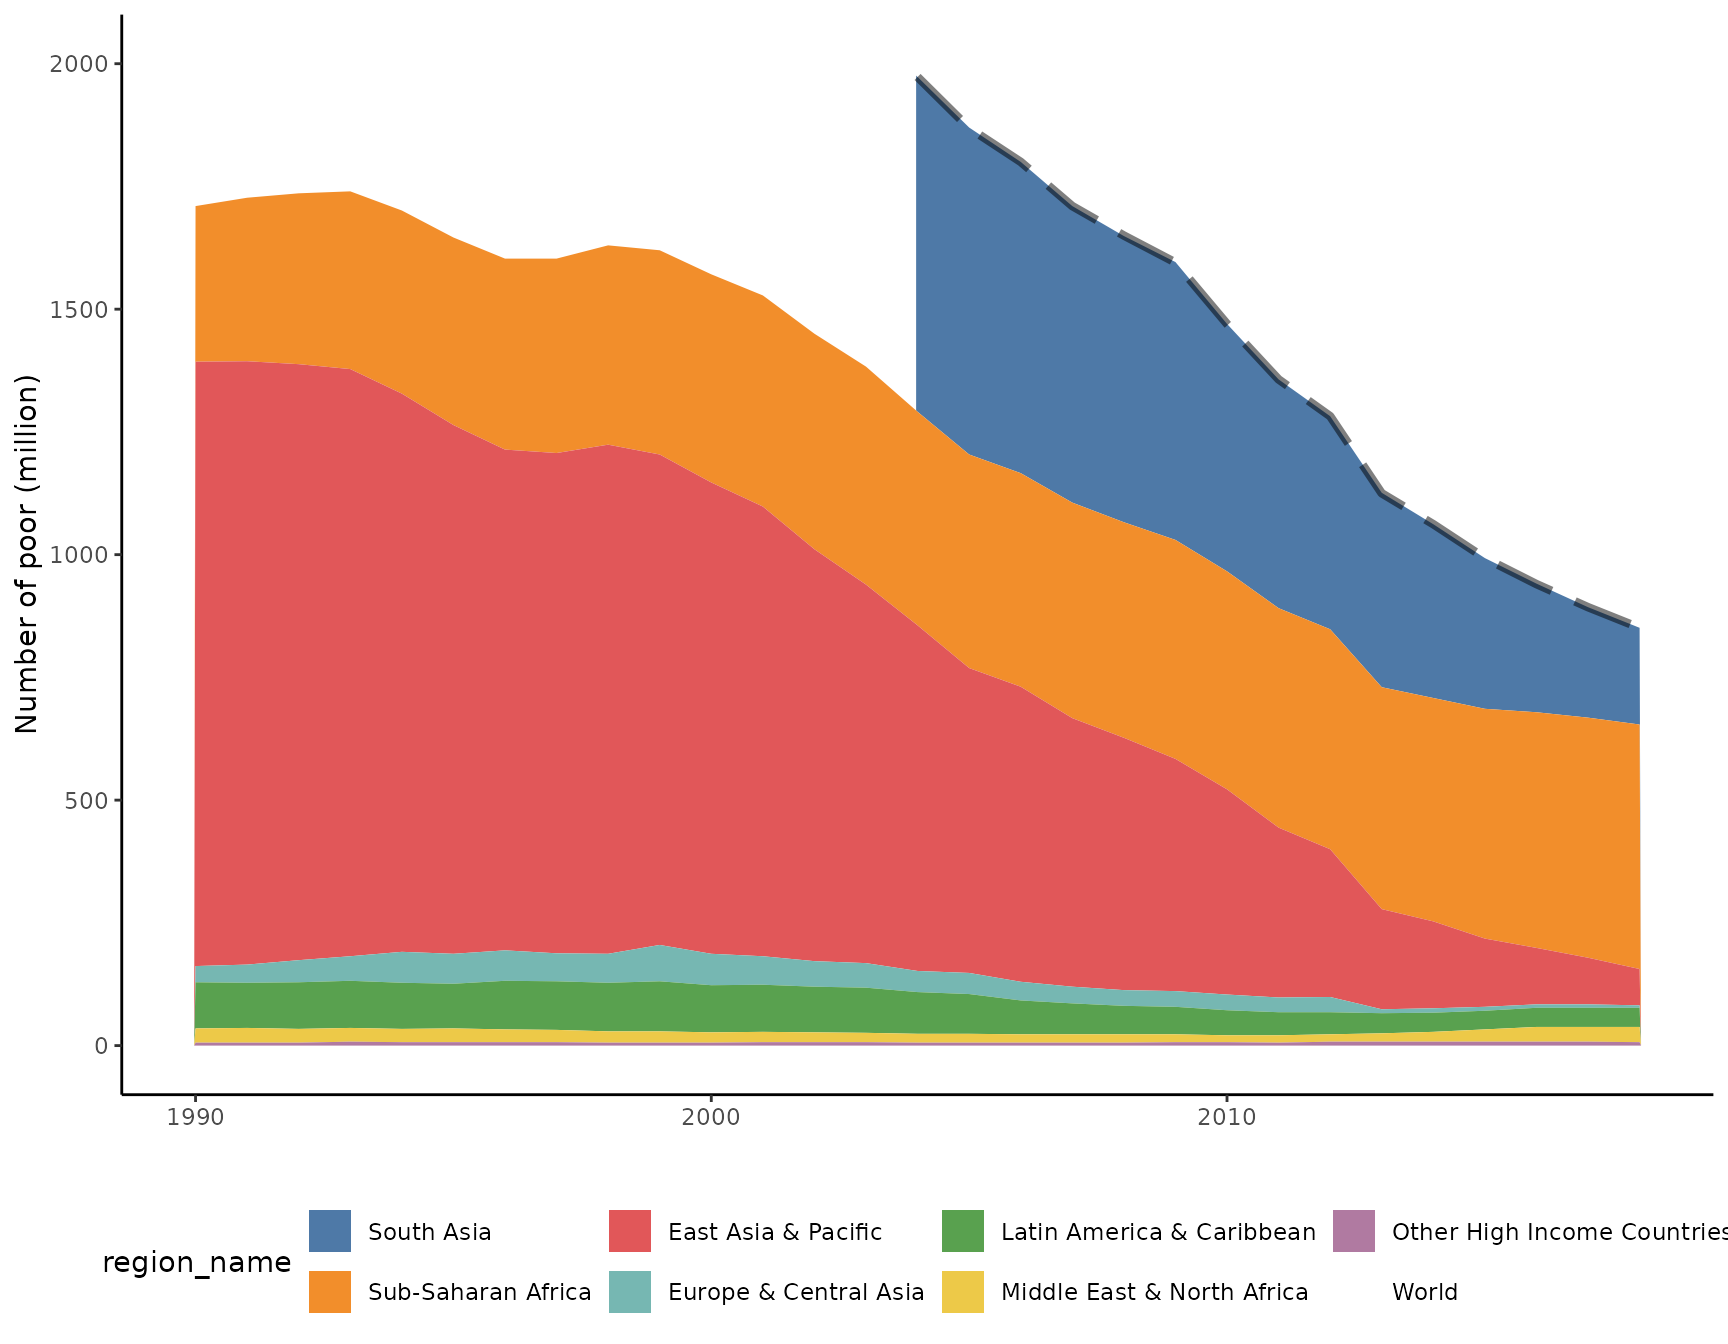 2000
1500
1000
500
0
Number of poor (million)
1990 2000 2010
region_name
South Asia
Sub-Saharan Africa
East Asia & Pacific
Europe & Central Asia
Latin America & Caribbean
Middle East & North Africa
Other High Income Countries
World